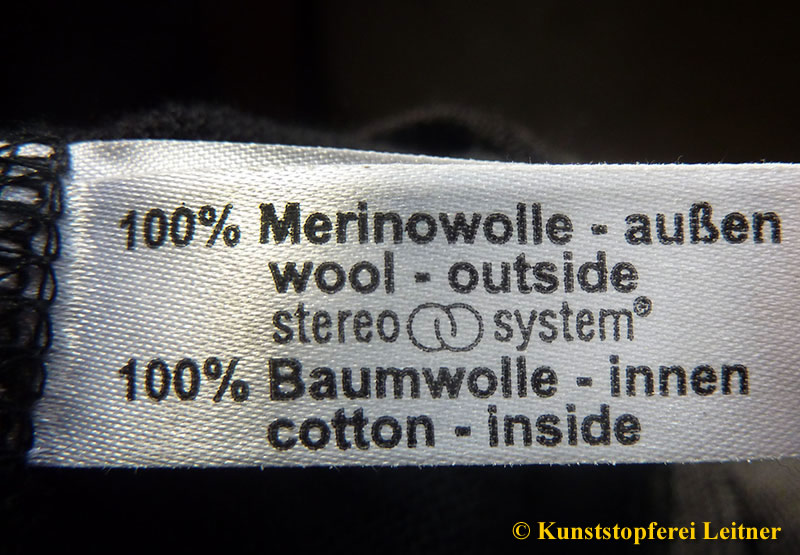 100% Merinowolle - außen
wool - outside
stereo system®
100% Baumwolle - innen
cotton - inside
© Kunststopferei Leitner